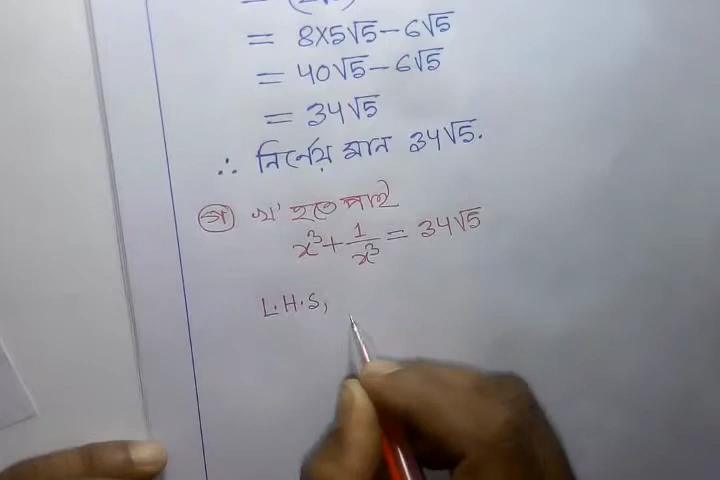 = 8×5√5-6√5
= 40√5-6√5
= 34√5
∴ নির্নেয় মান 34√5.
গ 'খ' হতে পাই
x³+1/x³= 34√5
L.H.S,